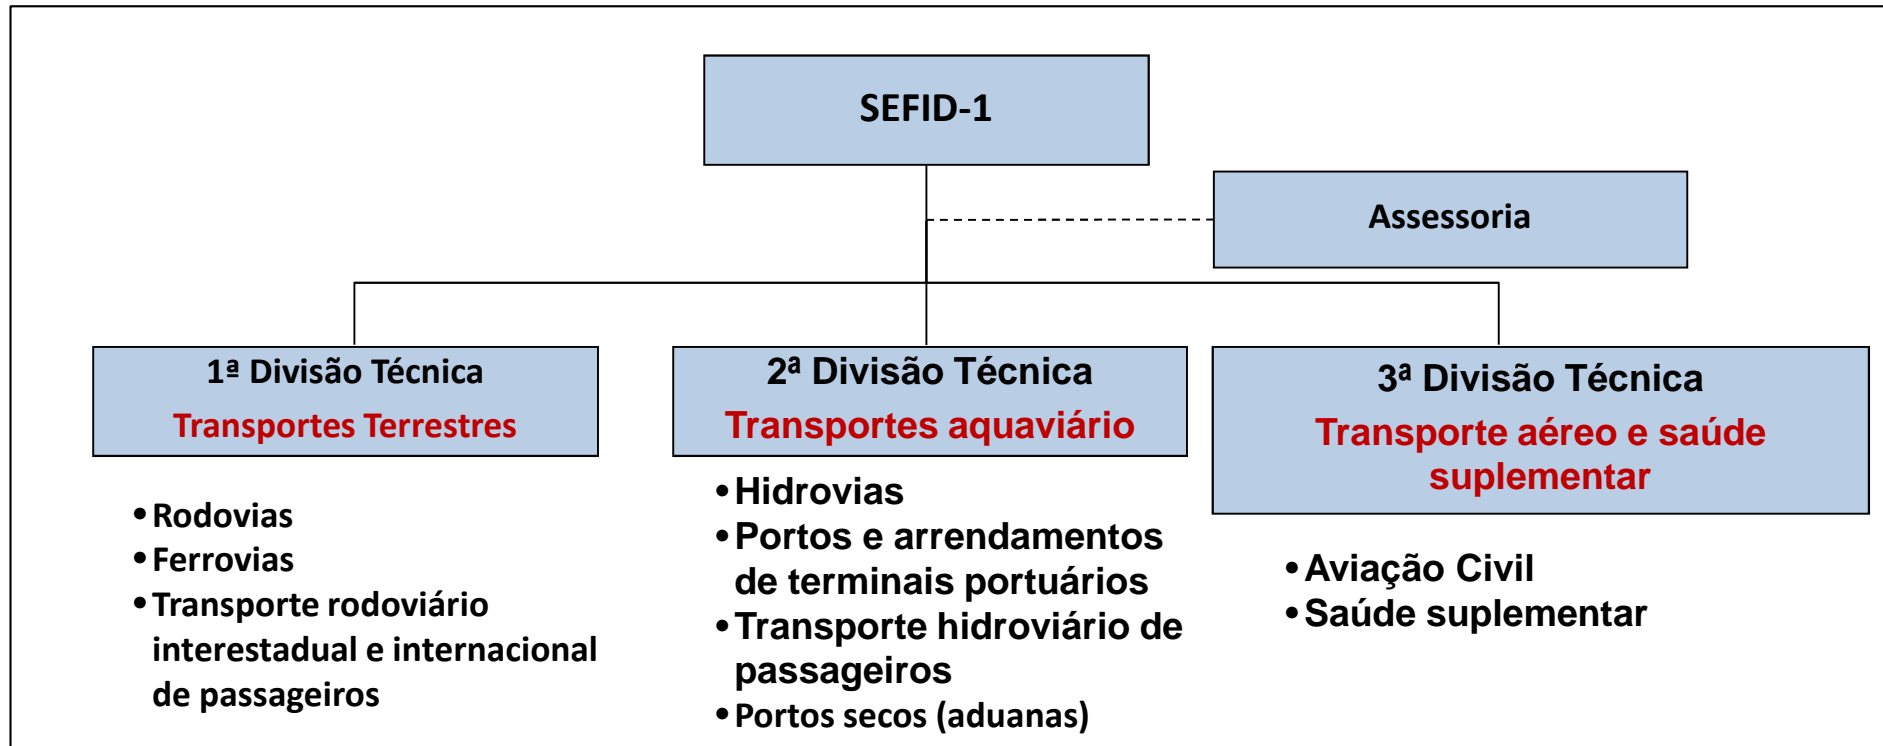 SEFID-1
Assessoria
1ª Divisão Técnica
Transportes Terrestres
• Rodovias
• Ferrovias
• Transporte rodoviário
interestadual e internacional
de passageiros
2ª Divisão Técnica
Transportes aquaviário
• Hidrovias
• Portos e arrendamentos
de terminais portuários
• Transporte hidroviário de
passageiros
• Portos secos (aduanas)
3ª Divisão Técnica
Transporte aéreo e saúde
suplementar
• Aviação Civil
• Saúde suplementar